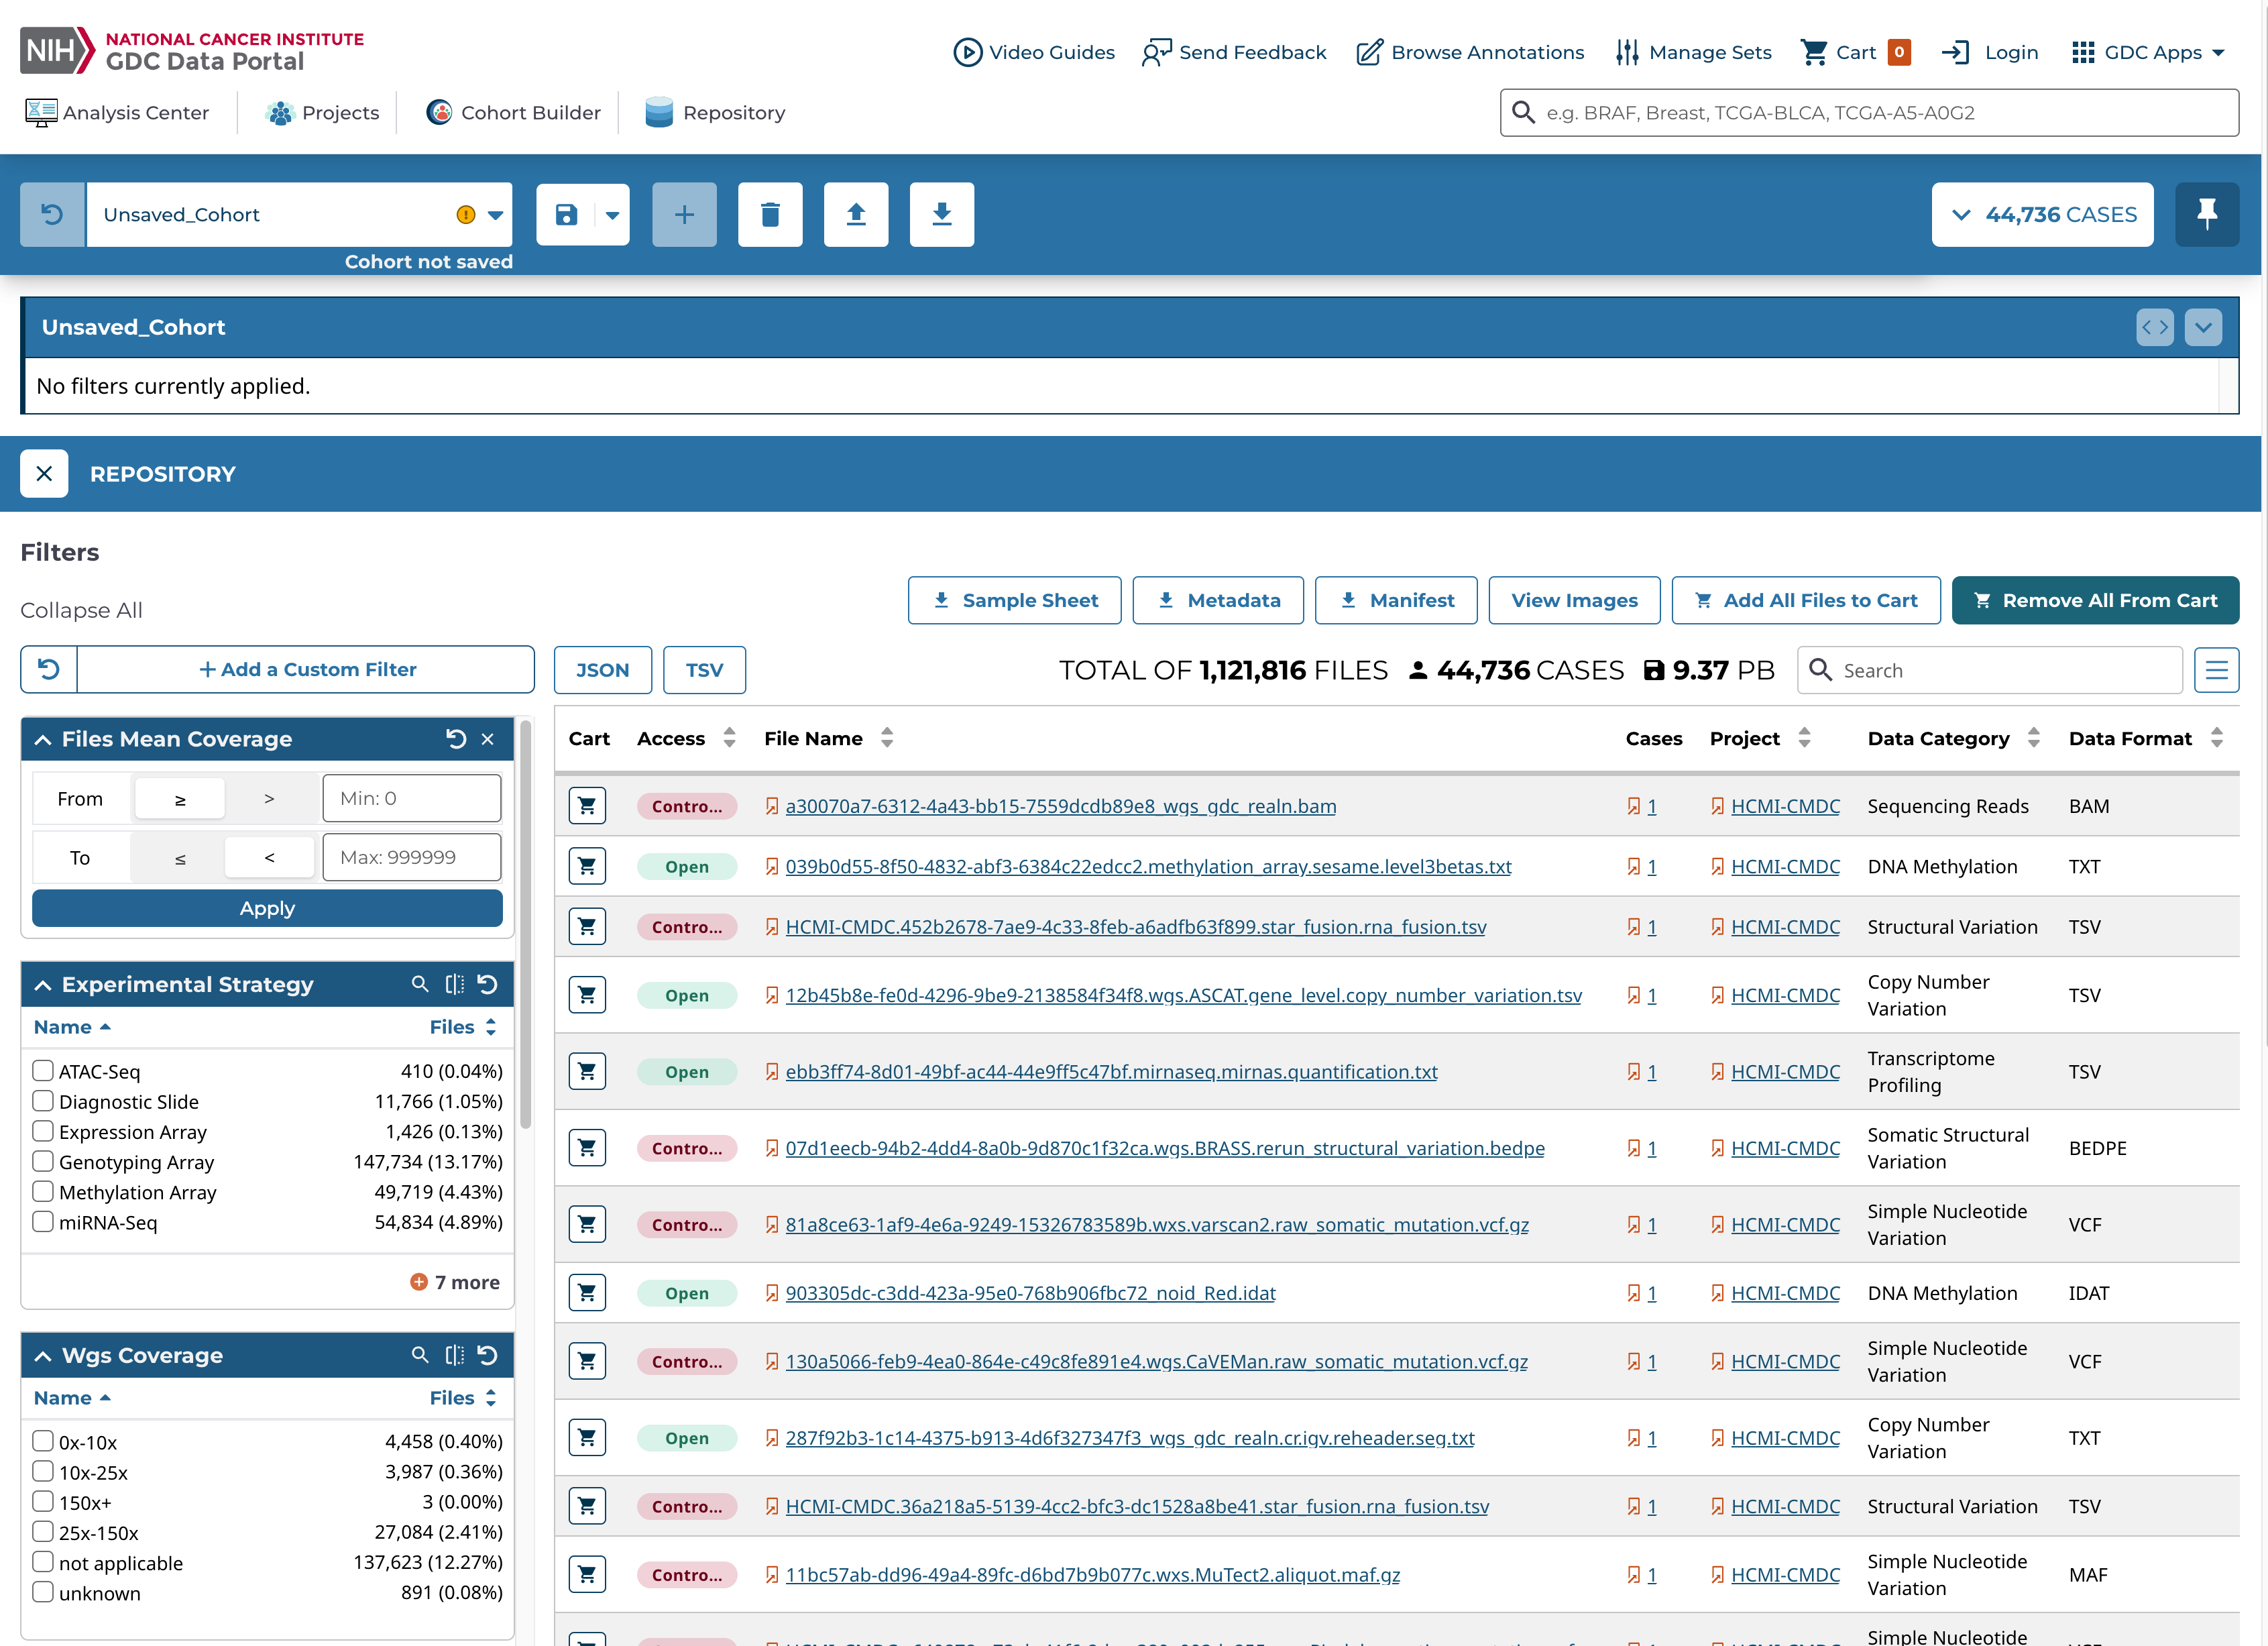 NIH NATIONAL CANCER INSTITUTE
GDC Data Portal
Video Guides Send Feedback Browse Annotations Manage Sets Cart 0 Login GDC Apps
Analysis Center Projects Cohort Builder Repository e.g. BRAF, Breast, TCGA-BLCA, TCGA-A5-A0G2
Unsaved_Cohort 44,736 CASES
Cohort not saved
Unsaved_Cohort
No filters currently applied.
REPOSITORY
Filters
Collapse All
Sample Sheet Metadata Manifest View Images Add All Files to Cart Remove All From Cart
+ Add a Custom Filter
JSON TSV TOTAL OF 1,121,816 FILES 44,736 CASES 9.37 PB Search
Files Mean Coverage
From ≥ > Min: 0
To ≤ < Max: 999999
Apply
Experimental Strategy
Name Files
ATAC-Seq 410 (0.04%)
Diagnostic Slide 11,766 (1.05%)
Expression Array 1,426 (0.13%)
Genotyping Array 147,734 (13.17%)
Methylation Array 49,719 (4.43%)
miRNA-Seq 54,834 (4.89%)
7 more
Wgs Coverage
Name Files
0x-10x 4,458 (0.40%)
10x-25x 3,987 (0.36%)
150x+ 3 (0.00%)
25x-150x 27,084 (2.41%)
not applicable 137,623 (12.27%)
unknown 891 (0.08%)
Cart Access File Name Cases Project Data Category Data Format
Contro... a30070a7-6312-4a43-bb15-7559dcdb89e8_wgs_gdc_realn.bam 1 HCMI-CMDC Sequencing Reads BAM
Open 039b0d55-8f50-4832-abf3-6384c22edcc2.methylation_array.sesame.level3betas.txt 1 HCMI-CMDC DNA Methylation TXT
Contro... HCMI-CMDC.452b2678-7ae9-4c33-8feb-a6adfb63f899.star_fusion.rna_fusion.tsv 1 HCMI-CMDC Structural Variation TSV
Open 12b45b8e-fe0d-4296-9be9-2138584f34f8.wgs.ASCAT.gene_level.copy_number_variation.tsv 1 HCMI-CMDC Copy Number Variation TSV
Open ebb3ff74-8d01-49bf-ac44-44e9ff5c47bf.mirnaseq.mirnas.quantification.txt 1 HCMI-CMDC Transcriptome Profiling TSV
Contro... 07d1eecb-94b2-4dd4-8a0b-9d870c1f32ca.wgs.BRASS.rerun_structural_variation.bedpe 1 HCMI-CMDC Somatic Structural Variation BEDPE
Contro... 81a8ce63-1af9-4e6a-9249-15326783589b.wxs.varscan2.raw_somatic_mutation.vcf.gz 1 HCMI-CMDC Simple Nucleotide Variation VCF
Open 903305dc-c3dd-423a-95e0-768b906fbc72_noid_Red.idat 1 HCMI-CMDC DNA Methylation IDAT
Contro... 130a5066-feb9-4ea0-864e-c49c8fe891e4.wgs.CaVEMan.raw_somatic_mutation.vcf.gz 1 HCMI-CMDC Simple Nucleotide Variation VCF
Open 287f92b3-1c14-4375-b913-4d6f327347f3_wgs_gdc_realn.cr.igv.reheader.seg.txt 1 HCMI-CMDC Copy Number Variation TXT
Contro... HCMI-CMDC.36a218a5-5139-4cc2-bfc3-dc1528a8be41.star_fusion.rna_fusion.tsv 1 HCMI-CMDC Structural Variation TSV
Contro... 11bc57ab-dd96-49a4-89fc-d6bd7b9b077c.wxs.MuTect2.aliquot.maf.gz 1 HCMI-CMDC Simple Nucleotide Variation MAF
Simple Nucleotide